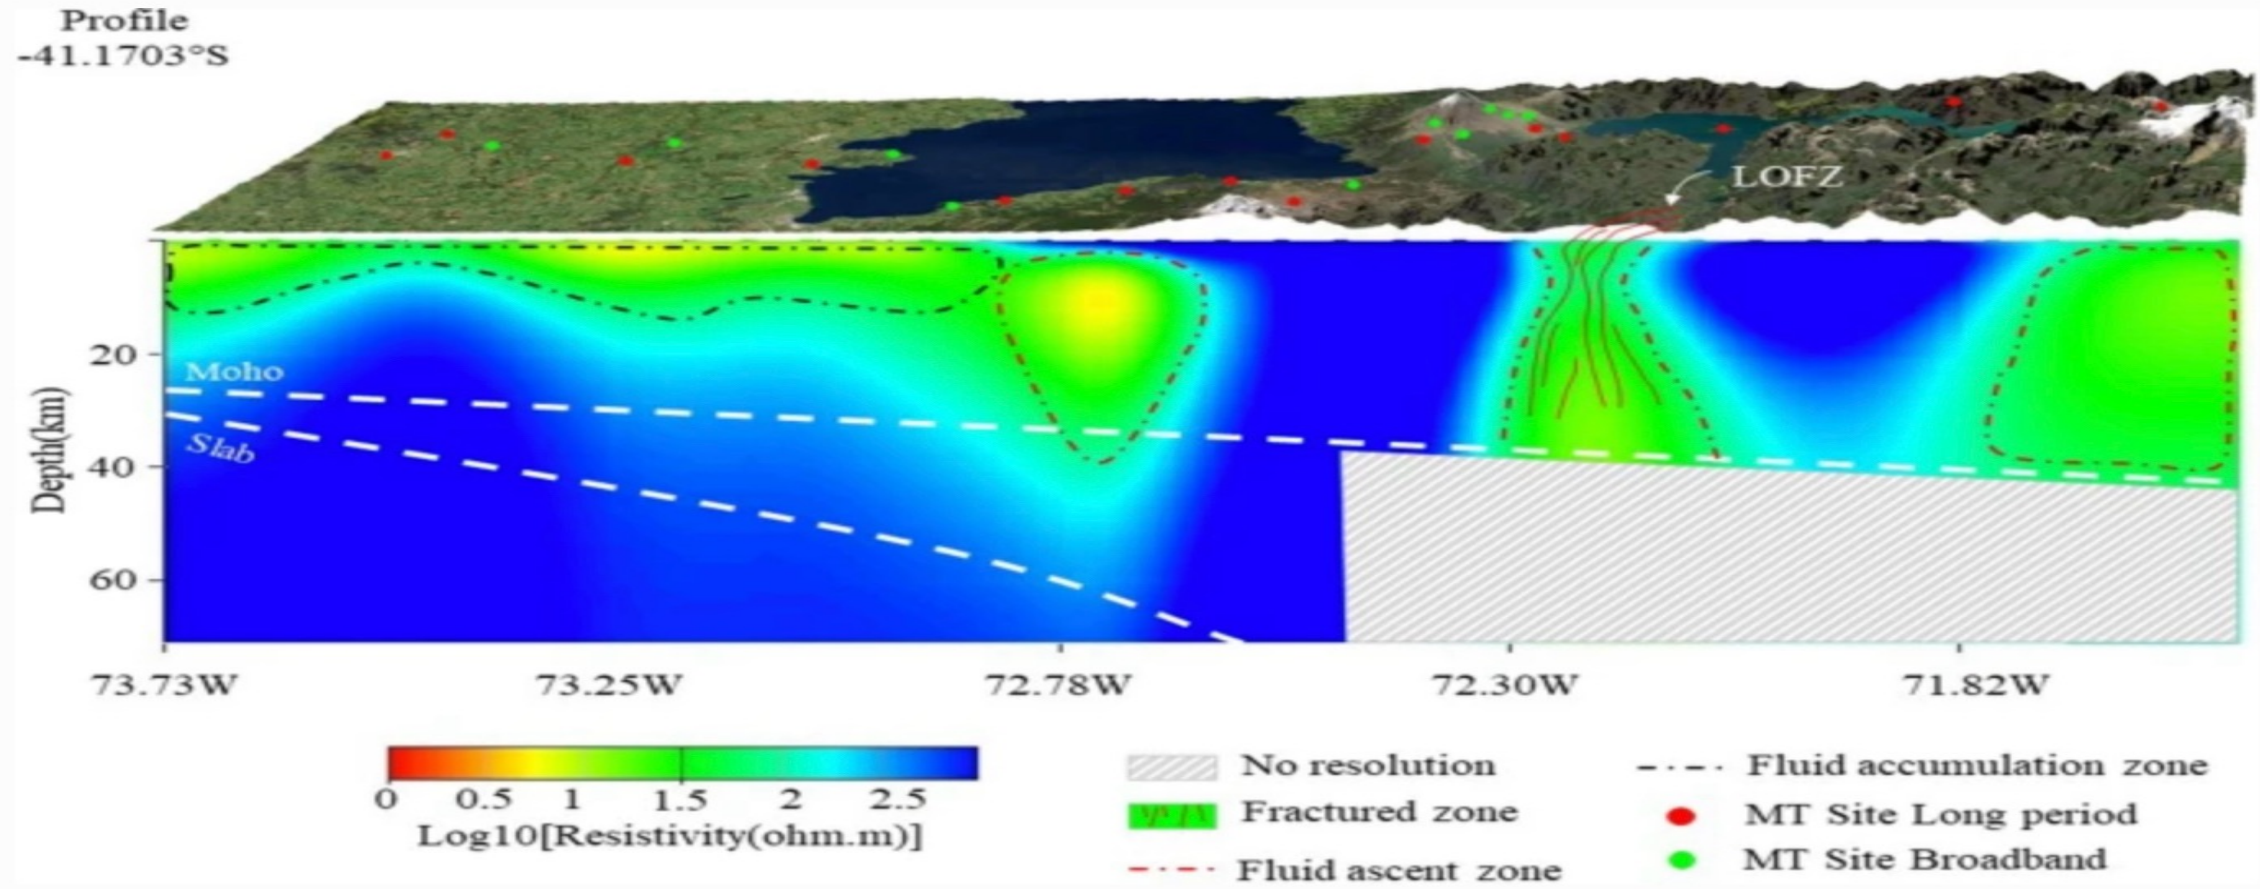 Profile
-41.1703°S
LOFZ
Moho
Slab
Depth(km)
20
40
60
73.73W 73.25W 72.78W 72.30W 71.82W
0 0.5 1 1.5 2 2.5
Log10[Resistivity(ohm.m)]
No resolution
Fractured zone
Fluid ascent zone
Fluid accumulation zone
MT Site Long period
MT Site Broadband